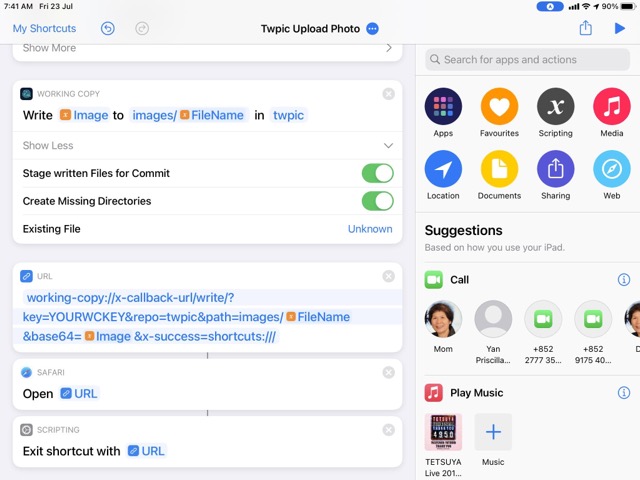 7:41 AM Fri 23 Jul
90%
My Shortcuts
Twpic Upload Photo
Show More
WORKING COPY
Write Image to images/ FileName in twpic
Show Less
Stage written Files for Commit
Create Missing Directories
Existing File Unknown
URL
working-copy://x-callback-url/write/?
key=YOURWCKEY&repo=twpic&path=images/ FileName
&base64= Image &x-success=shortcuts:///
SAFARI
Open URL
SCRIPTING
Exit shortcut with URL
Search for apps and actions
Apps Favourites Scripting Media
Location Documents Sharing Web
Suggestions
Based on how you use your iPad.
Call
Mom
Yan
Priscilla...
+852
2777 35...
+852
9175 40...
Play Music
TETSUYA
Live 201...
Music